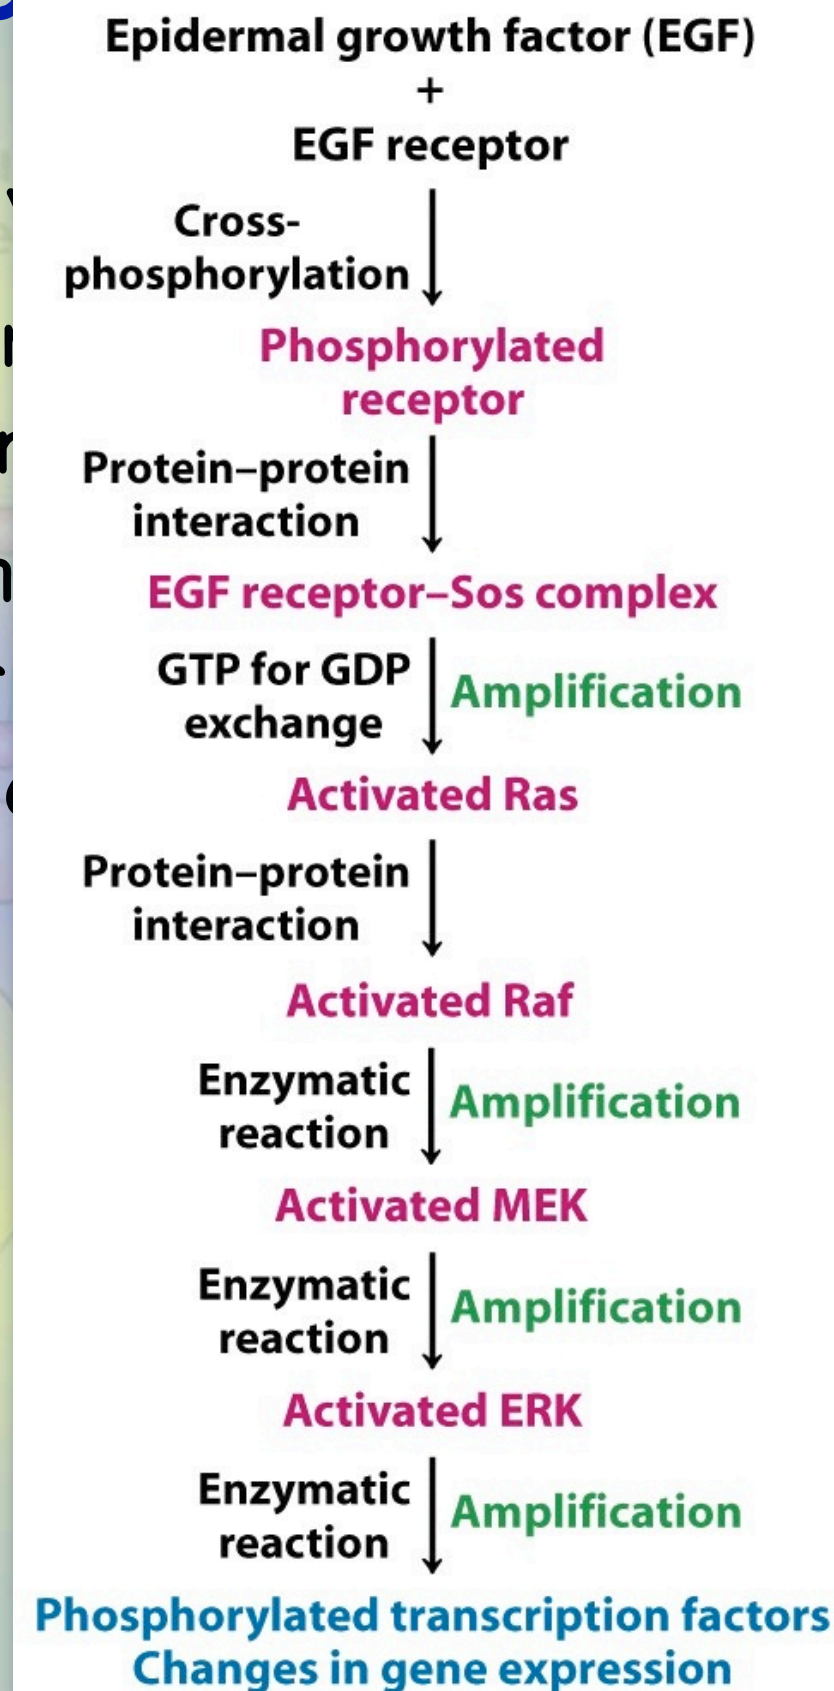 Epidermal growth factor (EGF)
+
EGF receptor
Cross-
phosphorylation
Phosphorylated
receptor
Protein–protein
interaction
EGF receptor–Sos complex
GTP for GDP
exchange
Amplification
Activated Ras
Protein–protein
interaction
Activated Raf
Enzymatic
reaction
Amplification
Activated MEK
Enzymatic
reaction
Amplification
Activated ERK
Enzymatic
reaction
Amplification
Phosphorylated transcription factors
Changes in gene expression